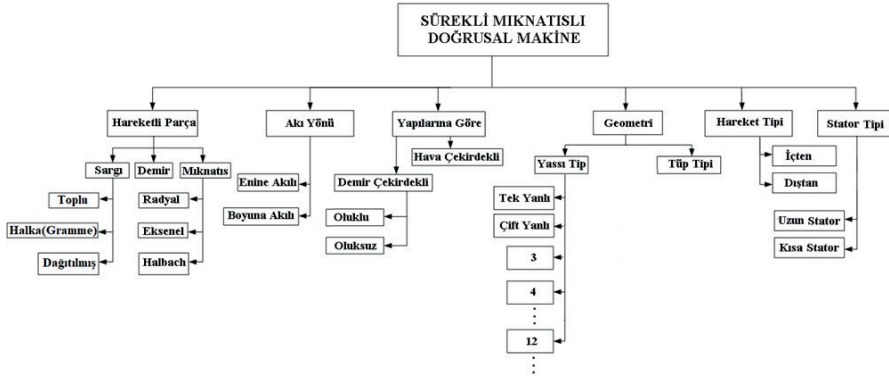 SÜREKLİ MIKNATISLI
DOĞRUSAL MAKİNE
Hareketli Parça
Akı Yönü
Yapılarına Göre
Geometri
Hareket Tipi
Stator Tipi
Sargı
Demir
Mıknatıs
Toplu
Halka(Gramme)
Dağıtılmış
Radyal
Eksenel
Halbach
Enine Akılı
Boyuna Akılı
Hava Çekirdekli
Demir Çekirdekli
Oluklu
Oluksuz
Yassı Tip
Tüp Tipi
Tek Yanlı
Çift Yanlı
3
4
12
İçten
Dıştan
Uzun Stator
Kısa Stator